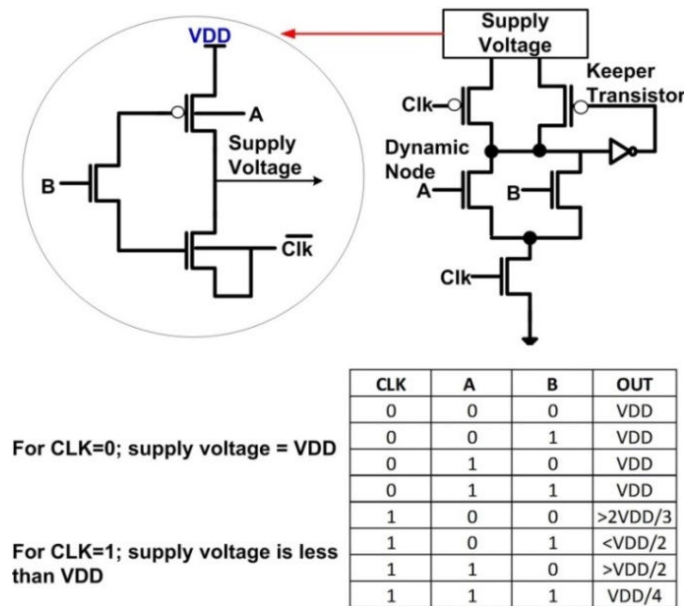 VDD
A
Supply
Voltage
B
Clk
Supply
Voltage
Keeper
Transistor
Clk
Dynamic
Node
A
B
Clk
For CLK=0; supply voltage = VDD
For CLK=1; supply voltage is less
than VDD
CLK A B OUT
0 0 0 VDD
0 0 1 VDD
0 1 0 VDD
0 1 1 VDD
1 0 0 >2VDD/3
1 0 1 <VDD/2
1 1 0 >VDD/2
1 1 1 VDD/4